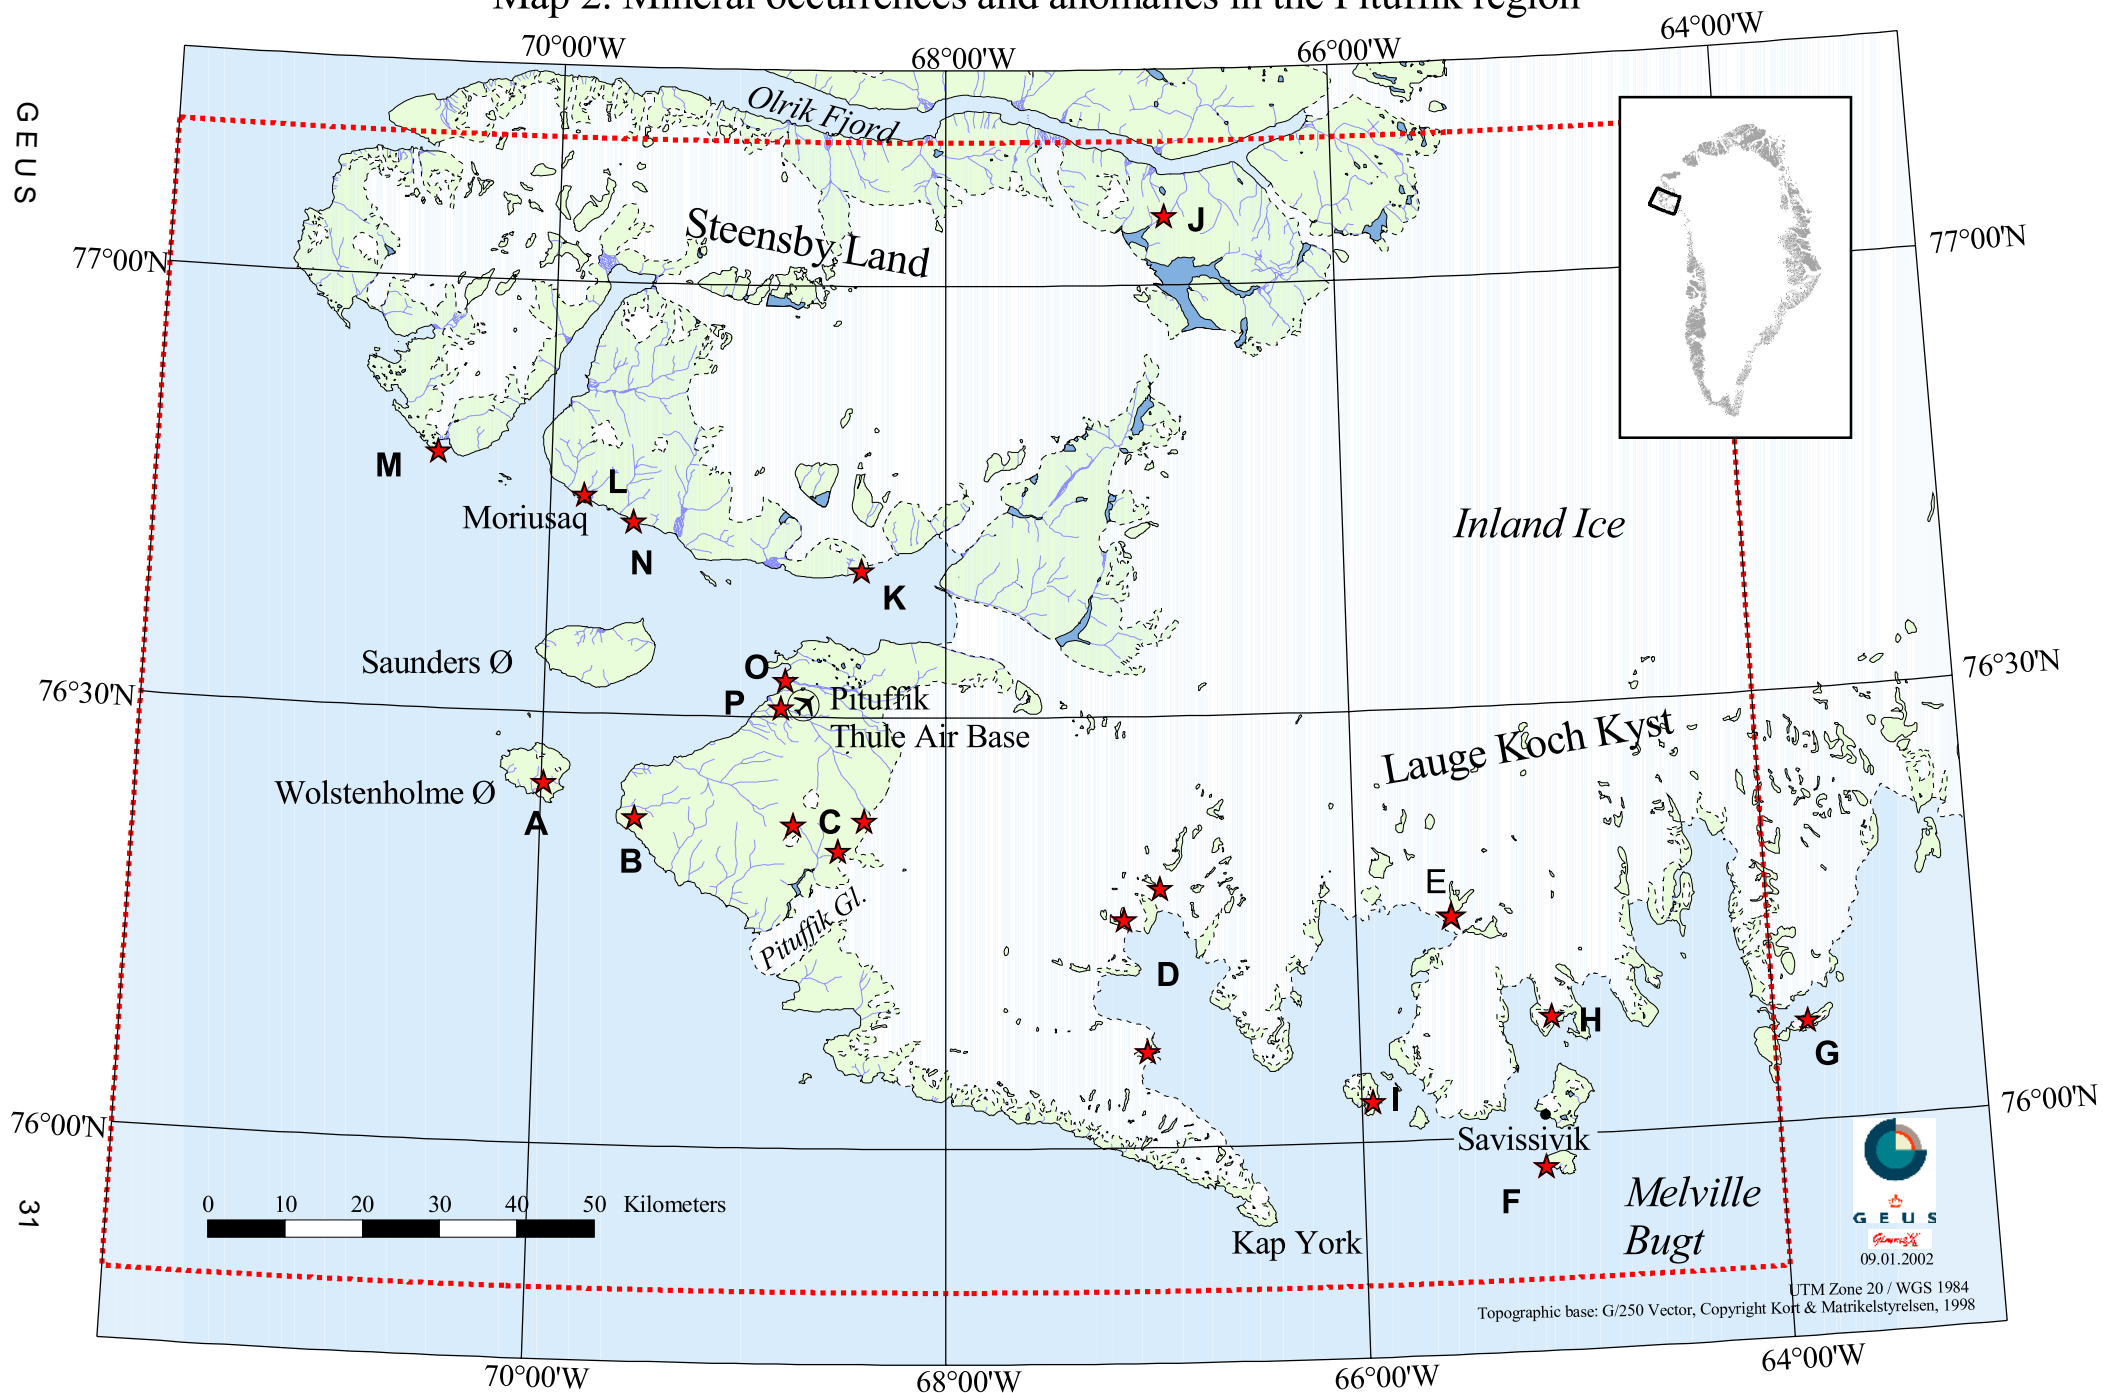 Map 2: Mineral occurrences and anomalies in the Pituffik region
70°00'W
68°00'W
66°00'W
64°00'W
GEUS
Olrik Fjord
Steensby Land
J
77°00'N
77°00'N
M
L
Moriusaq
N
K
Inland Ice
Saunders Ø
O
P
Pituffik
Thule Air Base
76°30'N
76°30'N
Lauge Koch Kyst
Wolstenholme Ø
A
B
C
E
Pituffik Gl.
D
H
G
I
76°00'N
76°00'N
Savissivik
F
Melville
Bugt
Kap York
0 10 20 30 40 50 Kilometers
31
GEUS
09.01.2002
UTM Zone 20 / WGS 1984
Topographic base: G/250 Vector, Copyright Kort & Matrikelstyrelsen, 1998
70°00'W
68°00'W
66°00'W
64°00'W